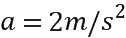 a = 2m/s²